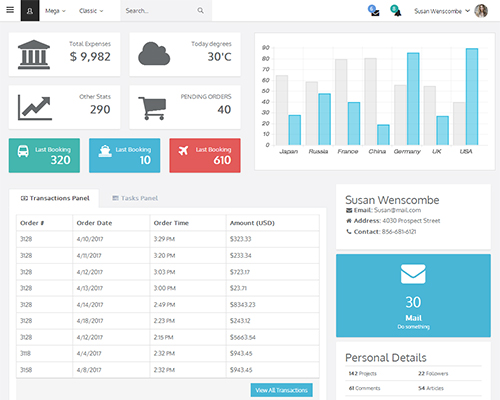 Mega Classic Search... 0 0 Susan Wenscombe
Total Expenses
$ 9,982
Today degrees
30°C
Other Stats
290
PENDING ORDERS
40
Last Booking
320
Last Booking
10
Last Booking
610
90
80
70
60
50
40
30
20
10
0
Japan Russia France China Germany UK USA
Transactions Panel Tasks Panel
Order # Order Date Order Time Amount (USD)
3128 4/10/2017 3:29 PM $323.33
3128 4/11/2017 3:20 PM $233.34
3128 4/12/2017 3:03 PM $723.17
3128 4/13/2017 3:00 PM $23.71
3128 4/14/2017 2:49 PM $8343.23
3128 4/18/2017 2:23 PM $243.12
3128 4/12/2017 2:15 PM $5663.54
3118 4/4/2017 2:32 PM $943.45
3158 4/8/2017 2:32 PM $943.45
View All Transactions
Susan Wenscombe
Email: Susan@mail.com
Address: 4030 Prospect Street
Contact: 856-681-6121
30
Mail
Do something
Personal Details
142 Projects 22 Followers
61 Comments 54 Articles